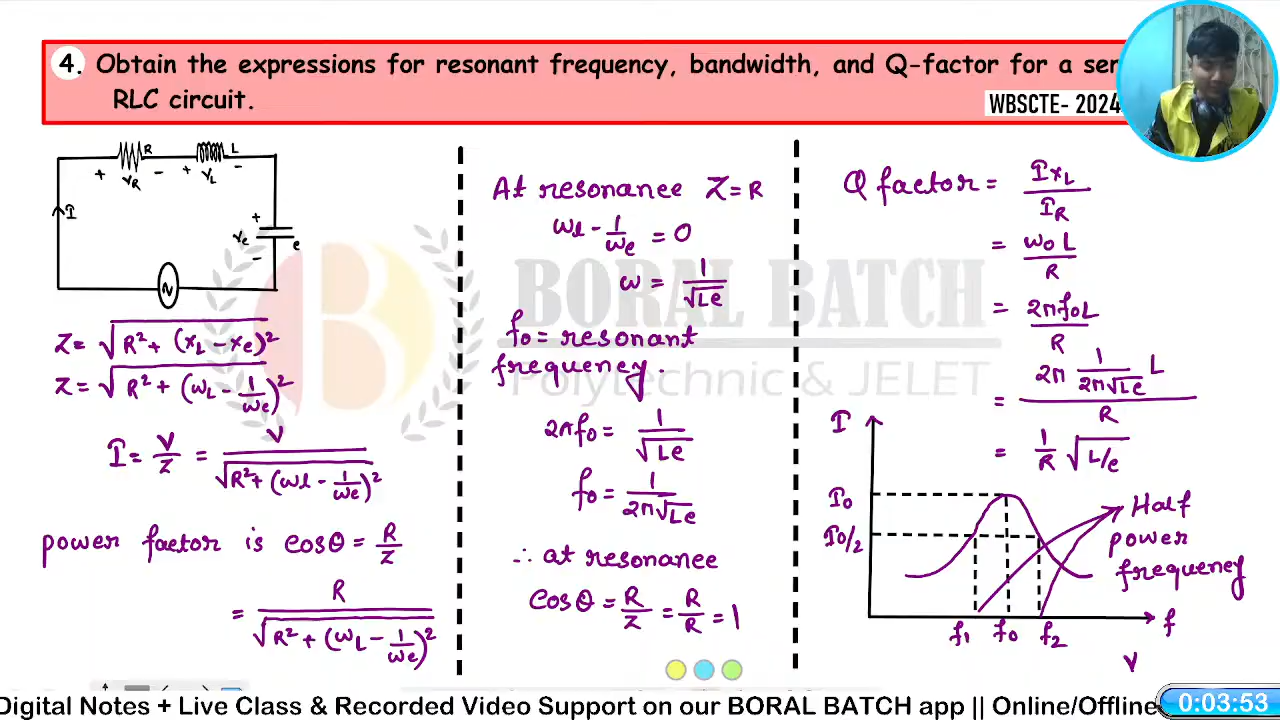 4. Obtain the expressions for resonant frequency, bandwidth, and Q-factor for a ser
RLC circuit.
WBSCTE- 2024
R
L
+ VR -
+ VL -
I
+
Vc
-
c
Z = √R² + (XL - Xc)²
Z = √R² + (ωL - 1/ωc)²
I = V/Z = V/√R² + (ωL - 1/ωc)²
power factor is cosθ = R/Z
= R/√R² + (ωL - 1/ωc)²
At resonance Z = R
ωL - 1/ωc = 0
ω = 1/√Lc
f0 = resonant
frequency.
2πf0 = 1/√Lc
f0 = 1/2π√Lc
∴ at resonance
cosθ = R/Z = R/R = 1
Q factor = IXL/IR
= ω0L/R
= 2πf0L/R
= 2π 1/2π√Lc L/R
= 1/R √L/c
I
I0
I0/2
Half
power
frequency
f1 f0 f2
f
V
BORAL BATCH
Polytechnic & JELET
Digital Notes + Live Class & Recorded Video Support on our BORAL BATCH app || Online/Offline
0:03:53